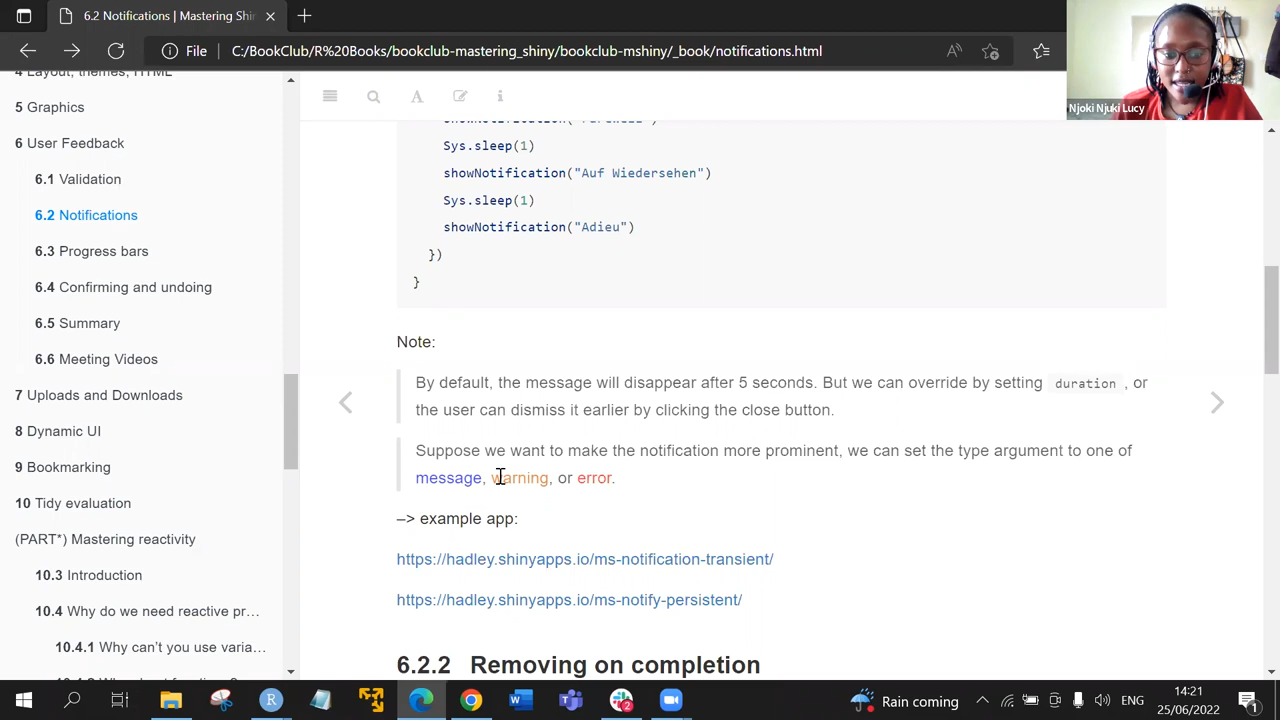 6.2 Notifications | Mastering Shi
File
C:/BookClub/R%20Books/bookclub-mastering_shiny/bookclub-mshiny/_book/notifications.html
Njoki Njuki Lucy
4 Layout, themes, HTML
5 Graphics
6 User Feedback
6.1 Validation
6.2 Notifications
6.3 Progress bars
6.4 Confirming and undoing
6.5 Summary
6.6 Meeting Videos
7 Uploads and Downloads
8 Dynamic UI
9 Bookmarking
10 Tidy evaluation
(PART*) Mastering reactivity
10.3 Introduction
10.4 Why do we need reactive pr…
10.4.1 Why can't you use varia…
Sys.sleep(1)
showNotification("Auf Wiedersehen")
Sys.sleep(1)
showNotification("Adieu")
})
}
Note:
By default, the message will disappear after 5 seconds. But we can override by setting duration , or
the user can dismiss it earlier by clicking the close button.
Suppose we want to make the notification more prominent, we can set the type argument to one of
message, warning, or error.
–> example app:
https://hadley.shinyapps.io/ms-notification-transient/
https://hadley.shinyapps.io/ms-notify-persistent/
6.2.2 Removing on completion
Rain coming
ENG
14:21
25/06/2022